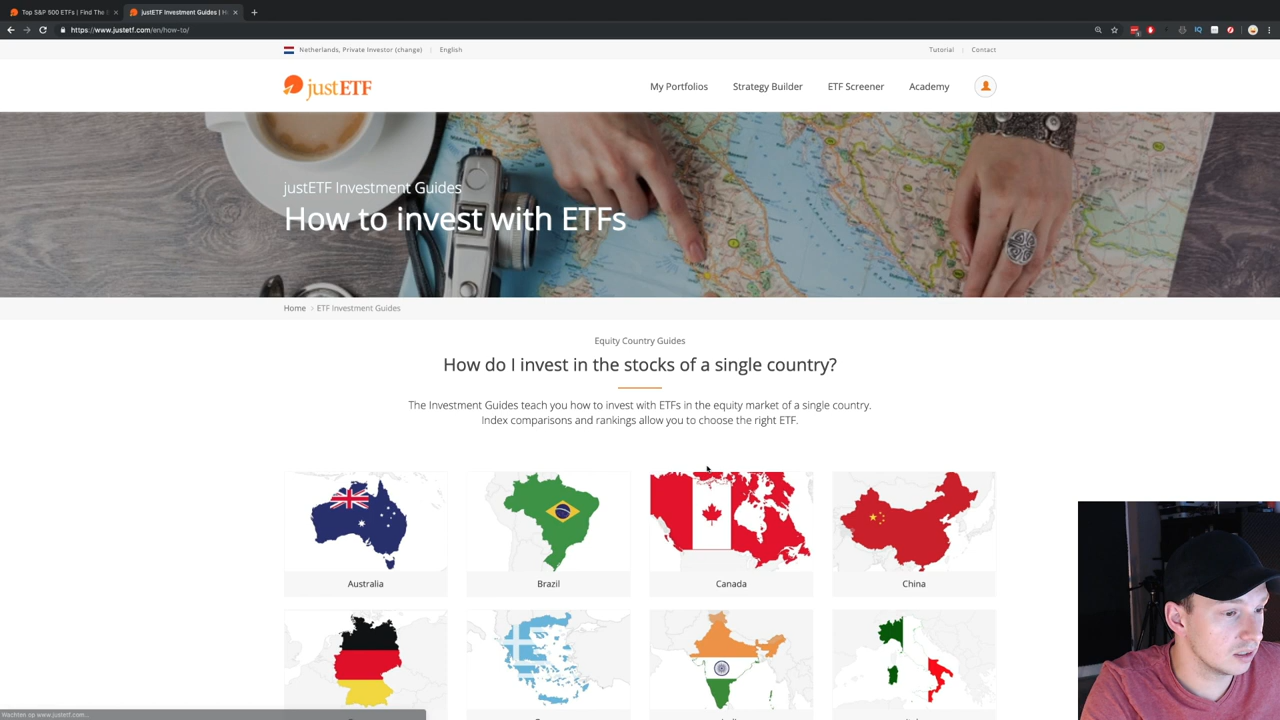 Top S&P 500 ETFs | Find The
justETF Investment Guides | H
https://www.justetf.com/en/how-to/
Netherlands, Private Investor (change)
English
Tutorial
Contact
justETF
My Portfolios
Strategy Builder
ETF Screener
Academy
justETF Investment Guides
How to invest with ETFs
Home > ETF Investment Guides
Equity Country Guides
How do I invest in the stocks of a single country?
The Investment Guides teach you how to invest with ETFs in the equity market of a single country.
Index comparisons and rankings allow you to choose the right ETF.
Australia
Brazil
Canada
China
Wachten op www.justetf.com...